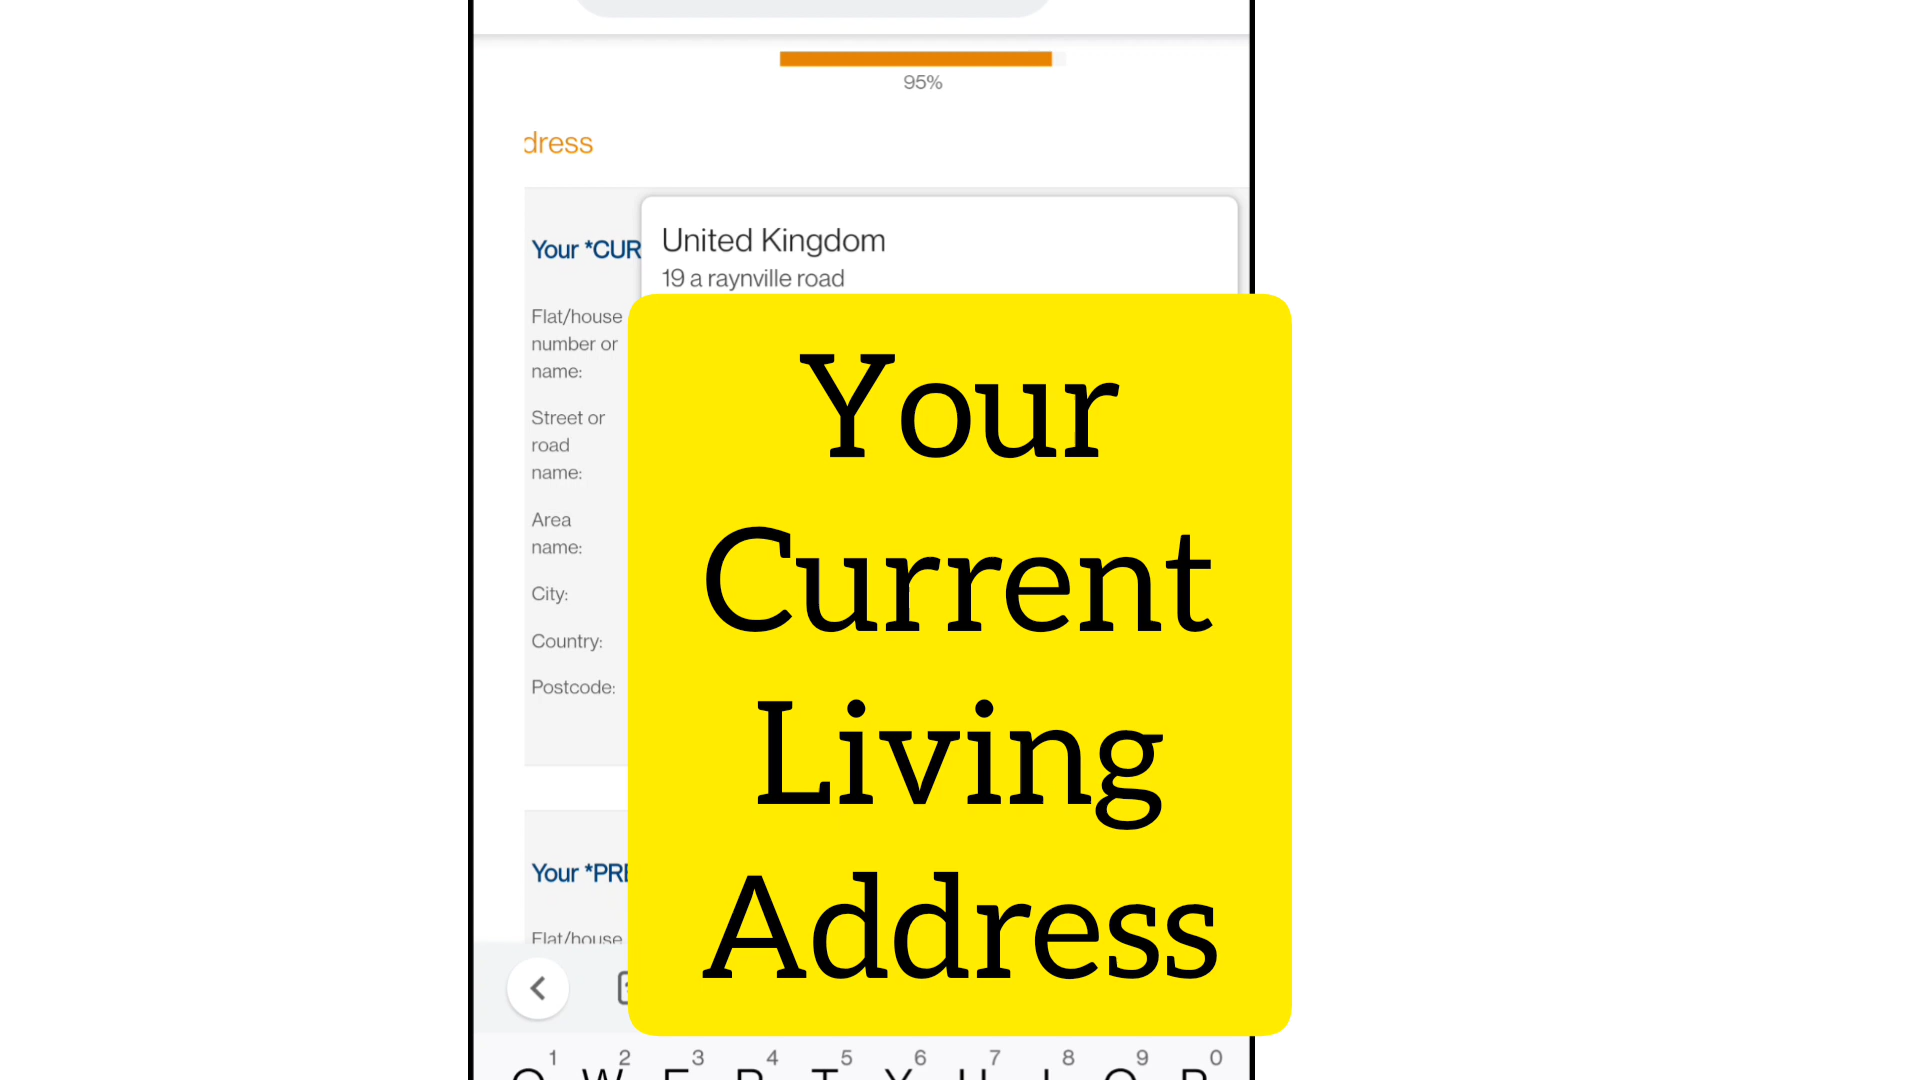 95%
dress
Your *CUR
United Kingdom
19 a raynville road
Flat/house
number or
name:
Street or
road
name:
Area
name:
City:
Country:
Postcode:
Your
Current
Living
Address
Your *PRE
Flat/house
1 2 3 4 5 6 7 8 9 0
Q W E R T Y U I O P